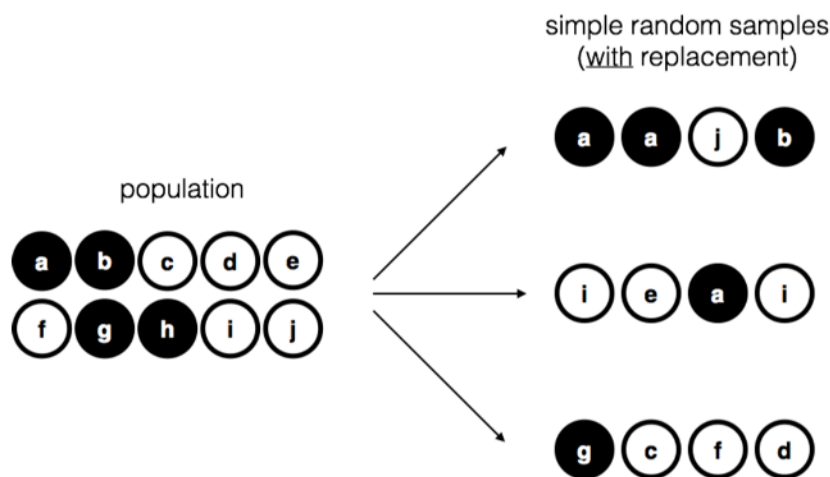 simple random samples
(with replacement)
a a j b
population
a b c d e
i e a i
f g h i j
g c f d